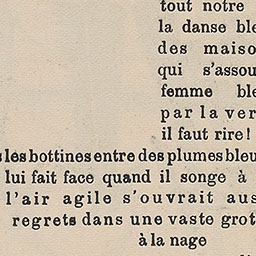 tout notre
la danse ble
des maiso
qui s'assou
femme ble
par la ver
il faut rire!
les bottines entre des plumes bleu
lui fait face quand il songe à
l'air agile s'ouvrait aus
regrets dans une vaste grot
à la nage